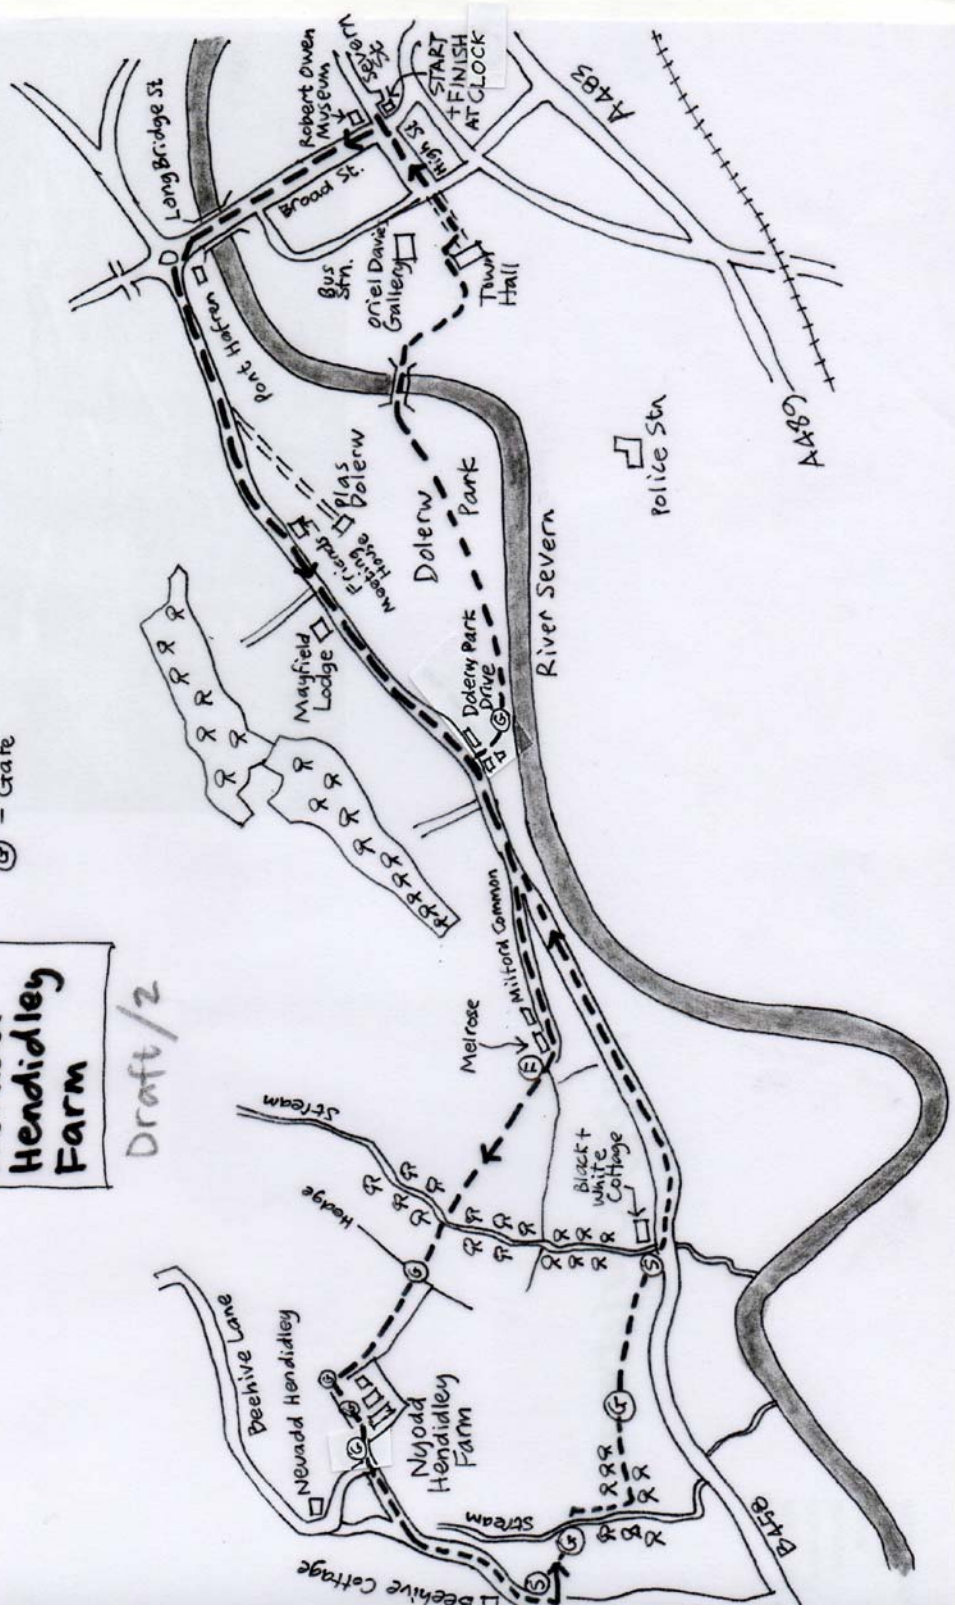 G - Gate
Hendidley
Farm
Draft/2
Beehive Cottage
Beehive Lane
Newadd Hendidley
Nyodd
Hendidley
Farm
Stream
Hedge
Stream
B4568
Black +
White
Cottage
Melrose
Milford Common
Mayfield
Lodge
Dolerw Park
Drive
Friends
Meeting
House
Plas
Dolerw
Dolerw
Park
River Severn
Police Stn
Pont Hafren
Long Bridge St
Broad St.
Bus
Stn.
Oriel Davies
Gallery
Town
Hall
High St
Robert Owen
Museum
Severn
St
START
+ FINISH
AT CLOCK
A483
A489
G
G
G
G
G
G
G
S
S